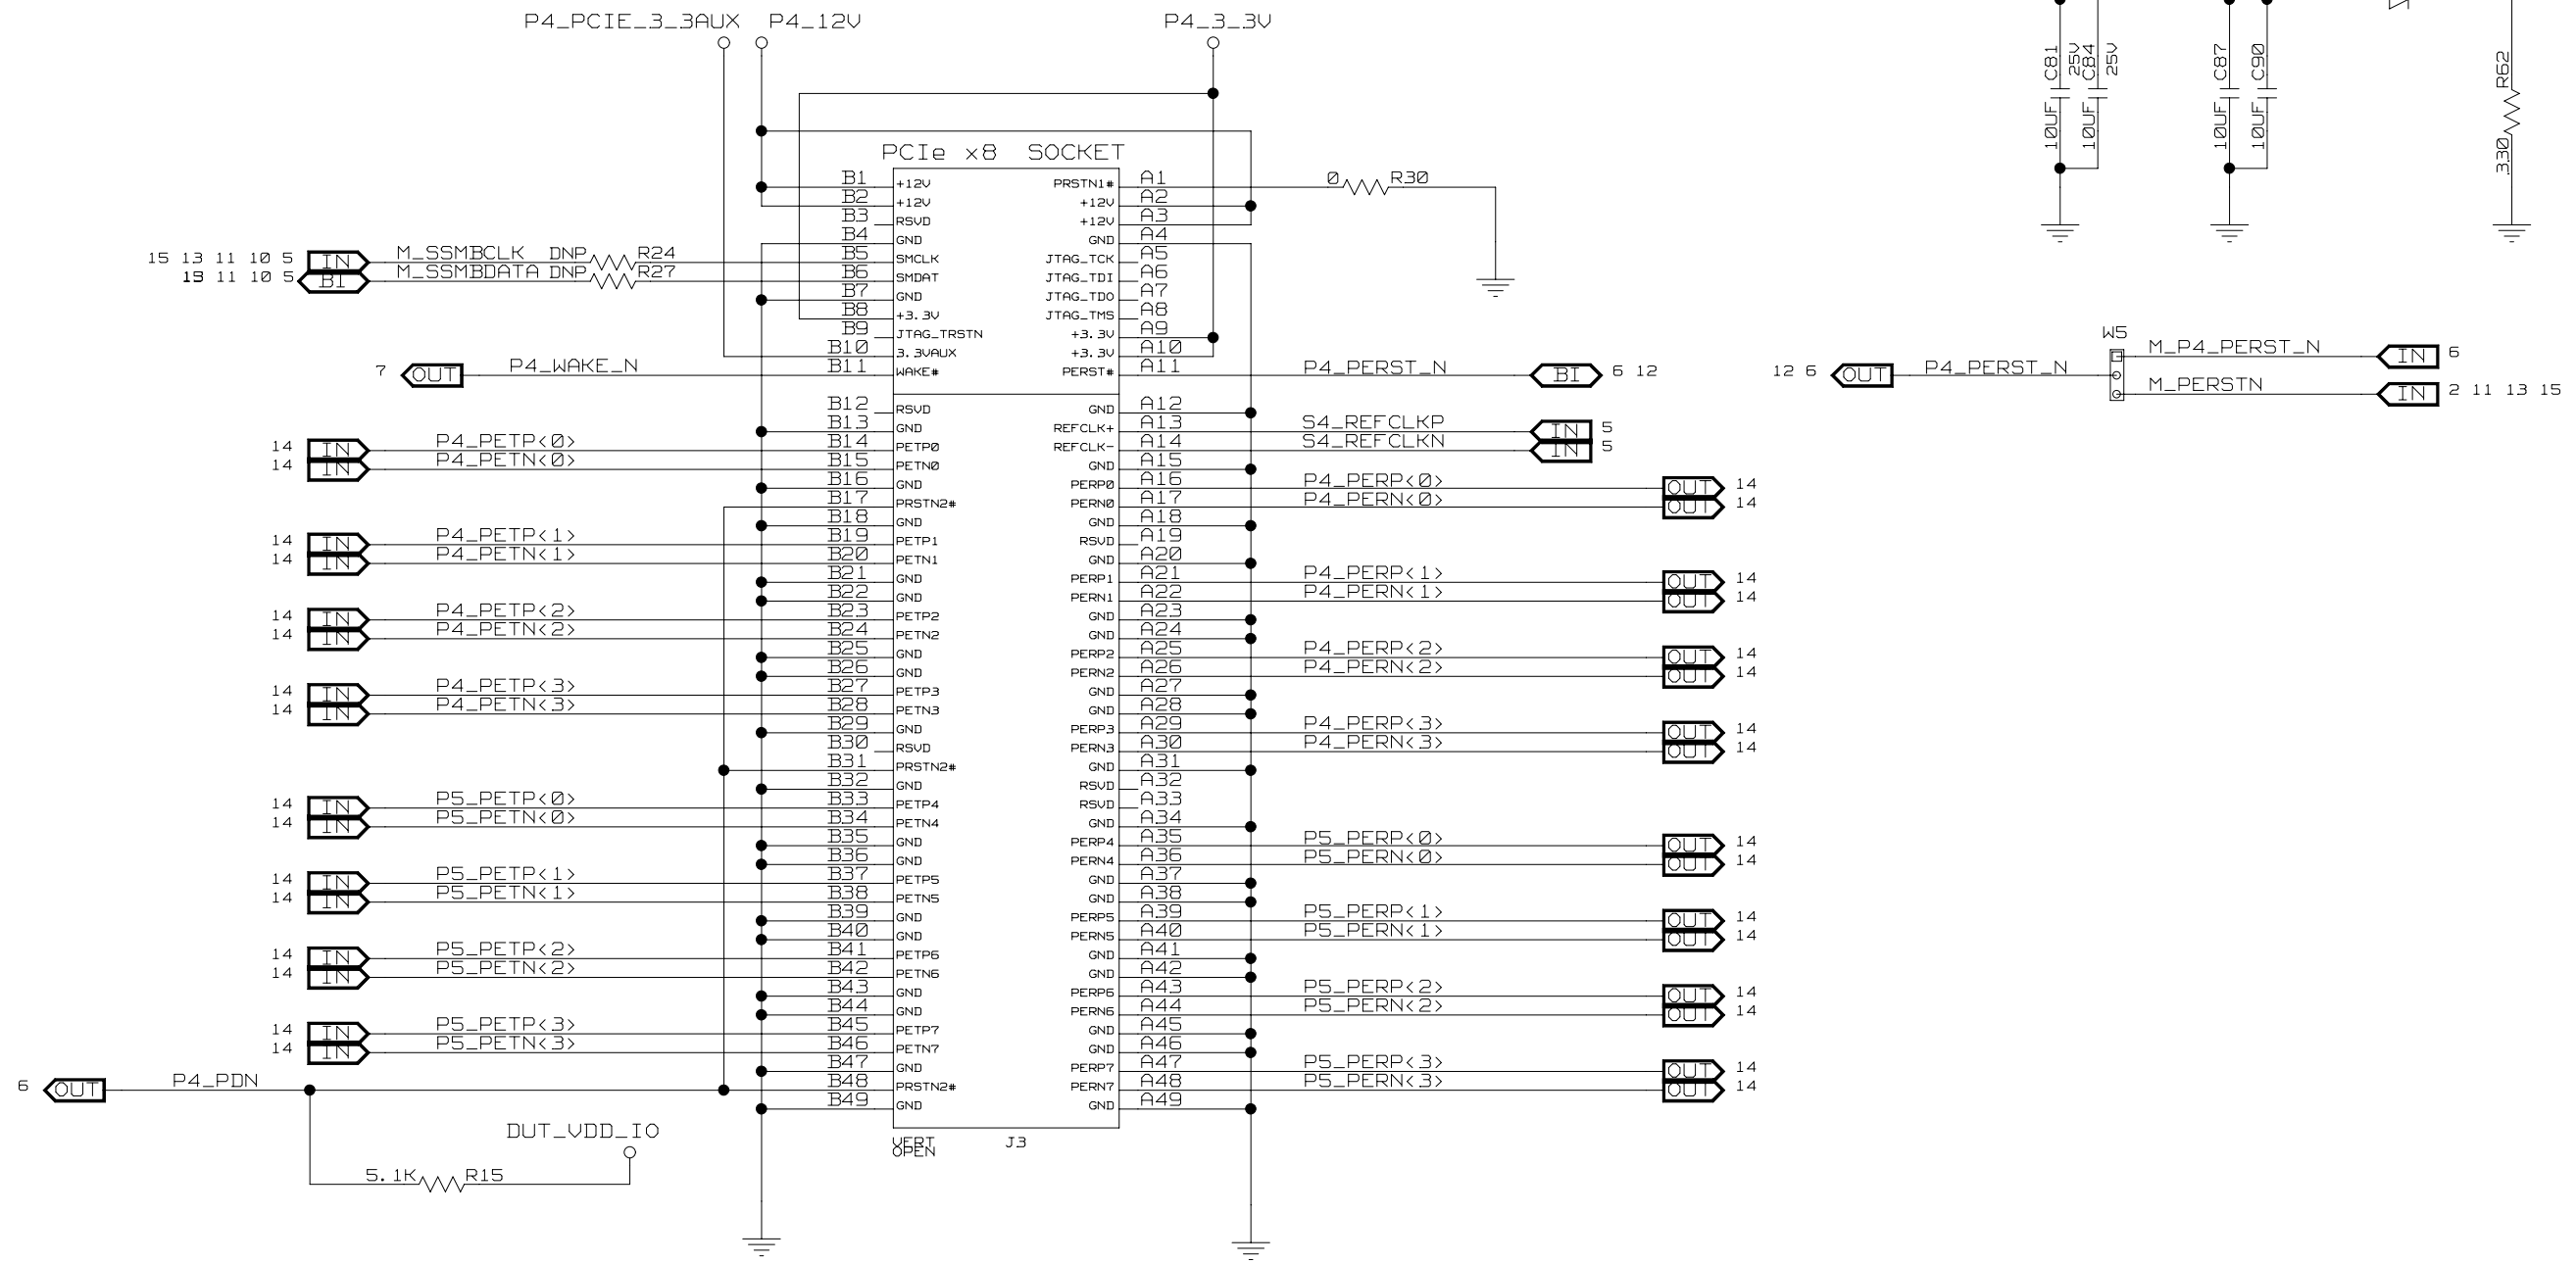 P4_PCIE_3_3AUX P4_12V P4_3_3V
C81 25V C84 25V C87 C90 R62
10UF 10UF 10UF 10UF 330
PCIe x8 SOCKET
B1 +12V PRSTN1# A1 0 R30
B2 +12V +12V A2
B3 RSVD +12V A3
B4 GND GND A4
15 13 11 10 5 IN M_SSMBCLK DNP R24 B5 SMCLK JTAG_TCK A5
15 11 10 5 BI M_SSMBDATA DNP R27 B6 SMDAT JTAG_TDI A6
B7 GND JTAG_TDO A7
B8 +3.3V JTAG_TMS A8
B9 JTAG_TRSTN +3.3V A9
W5
B10 3.3VAUX +3.3V A10 M_P4_PERST_N IN 6
7 OUT P4_WAKE_N B11 WAKE# PERST# A11 P4_PERST_N BI 6 12 12 6 OUT P4_PERST_N
M_PERSTN IN 2 11 13 15
B12 RSVD GND A12
B13 GND REFCLK+ A13 S4_REFCLKP IN 5
14 IN P4_PETP<0> B14 PETP0 REFCLK- A14 S4_REFCLKN IN 5
14 IN P4_PETN<0> B15 PETN0 GND A15
B16 GND PERP0 A16 P4_PERP<0> OUT 14
B17 PRSTN2# PERN0 A17 P4_PERN<0> OUT 14
B18 GND GND A18
14 IN P4_PETP<1> B19 PETP1 RSVD A19
14 IN P4_PETN<1> B20 PETN1 GND A20
B21 GND PERP1 A21 P4_PERP<1> OUT 14
B22 GND PERN1 A22 P4_PERN<1> OUT 14
14 IN P4_PETP<2> B23 PETP2 GND A23
14 IN P4_PETN<2> B24 PETN2 GND A24
B25 GND PERP2 A25 P4_PERP<2> OUT 14
B26 GND PERN2 A26 P4_PERN<2> OUT 14
14 IN P4_PETP<3> B27 PETP3 GND A27
14 IN P4_PETN<3> B28 PETN3 GND A28
B29 GND PERP3 A29 P4_PERP<3> OUT 14
B30 RSVD PERN3 A30 P4_PERN<3> OUT 14
B31 PRSTN2# GND A31
B32 GND RSVD A32
14 IN P5_PETP<0> B33 PETP4 RSVD A33
14 IN P5_PETN<0> B34 PETN4 GND A34
B35 GND PERP4 A35 P5_PERP<0> OUT 14
B36 GND PERN4 A36 P5_PERN<0> OUT 14
14 IN P5_PETP<1> B37 PETP5 GND A37
14 IN P5_PETN<1> B38 PETN5 GND A38
B39 GND PERP5 A39 P5_PERP<1> OUT 14
B40 GND PERN5 A40 P5_PERN<1> OUT 14
14 IN P5_PETP<2> B41 PETP6 GND A41
14 IN P5_PETN<2> B42 PETN6 GND A42
B43 GND PERP6 A43 P5_PERP<2> OUT 14
B44 GND PERN6 A44 P5_PERN<2> OUT 14
14 IN P5_PETP<3> B45 PETP7 GND A45
14 IN P5_PETN<3> B46 PETN7 GND A46
B47 GND PERP7 A47 P5_PERP<3> OUT 14
6 OUT P4_PDN B48 PRSTN2# PERN7 A48 P5_PERN<3> OUT 14
B49 GND GND A49
DUT_VDD_IO
VERT J3
OPEN
5.1K R15